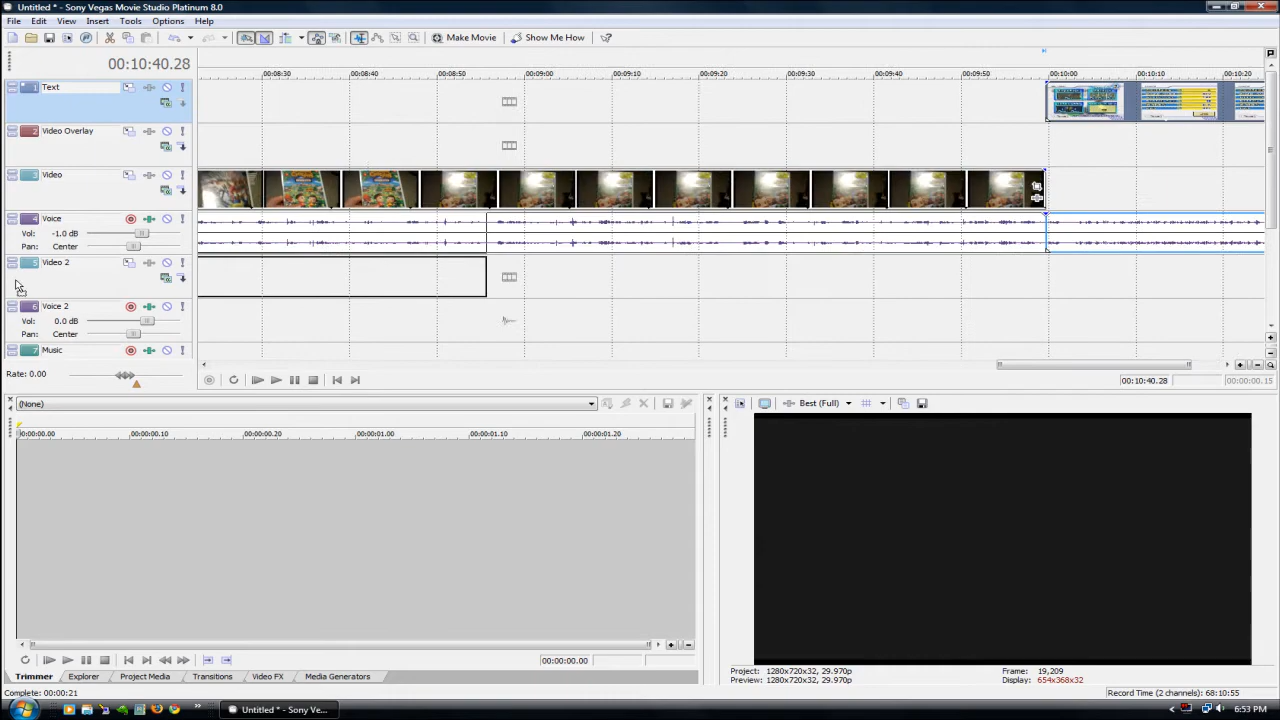 Untitled * - Sony Vegas Movie Studio Platinum 8.0
File Edit View Insert Tools Options Help
Make Movie Show Me How
00:10:40.28
00:08:30 00:08:40 00:08:50 00:09:00 00:09:10 00:09:20 00:09:30 00:09:40 00:09:50 00:10:00 00:10:10 00:10:20
1 Text
2 Video Overlay
3 Video
4 Voice
Vol: -1.0 dB
Pan: Center
5 Video 2
6 Voice 2
Vol: 0.0 dB
Pan: Center
7 Music
Rate: 0.00
00:10:40.28 00:00:00.15
(None)
Best (Full)
00:00:00.00 00:00:00.10 00:00:00.20 00:00:01.00 00:00:01.10 00:00:01.20
00:00:00.00
Project: 1280x720x32, 29.970p Frame: 19,209
Preview: 1280x720x32, 29.970p Display: 654x368x32
Trimmer Explorer Project Media Transitions Video FX Media Generators
Complete: 00:00:21 Record Time (2 channels): 68:10:55
Untitled * - Sony Ve... 6:53 PM